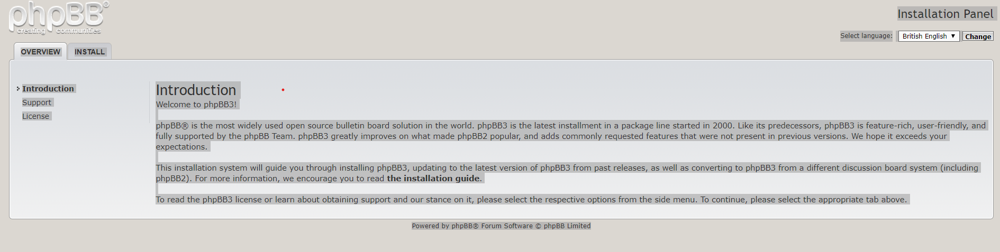 phpBB®
creating communities
Installation Panel
Select language: British English ▼ Change
OVERVIEW INSTALL
Introduction
Support
License
Introduction
Welcome to phpBB3!
phpBB® is the most widely used open source bulletin board solution in the world. phpBB3 is the latest installment in a package line started in 2000. Like its predecessors, phpBB3 is feature-rich, user-friendly, and
fully supported by the phpBB Team. phpBB3 greatly improves on what made phpBB2 popular, and adds commonly requested features that were not present in previous versions. We hope it exceeds your
expectations.
This installation system will guide you through installing phpBB3, updating to the latest version of phpBB3 from past releases, as well as converting to phpBB3 from a different discussion board system (including
phpBB2). For more information, we encourage you to read the installation guide.
To read the phpBB3 license or learn about obtaining support and our stance on it, please select the respective options from the side menu. To continue, please select the appropriate tab above.
Powered by phpBB® Forum Software © phpBB Limited